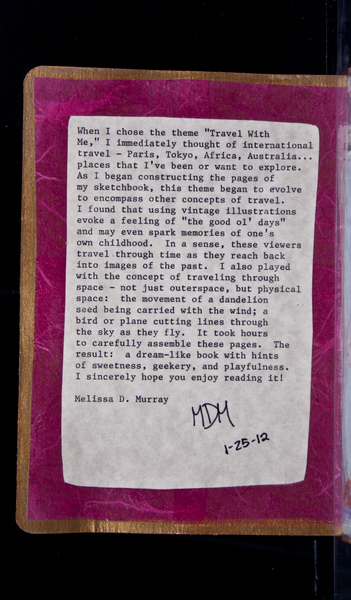 When I chose the theme "Travel With
Me," I immediately thought of international
travel - Paris, Tokyo, Africa, Australia...
places that I've been or want to explore.
As I began constructing the pages of
my sketchbook, this theme began to evolve
to encompass other concepts of travel.
I found that using vintage illustrations
evoke a feeling of "the good ol' days"
and may even spark memories of one's
own childhood. In a sense, these viewers
travel through time as they reach back
into images of the past. I also played
with the concept of traveling through
space - not just outerspace, but physical
space: the movement of a dandelion
seed being carried with the wind; a
bird or plane cutting lines through
the sky as they fly. It took hours
to carefully assemble these pages. The
result: a dream-like book with hints
of sweetness, geekery, and playfulness.
I sincerely hope you enjoy reading it!
Melissa D. Murray
MDM
1-25-12